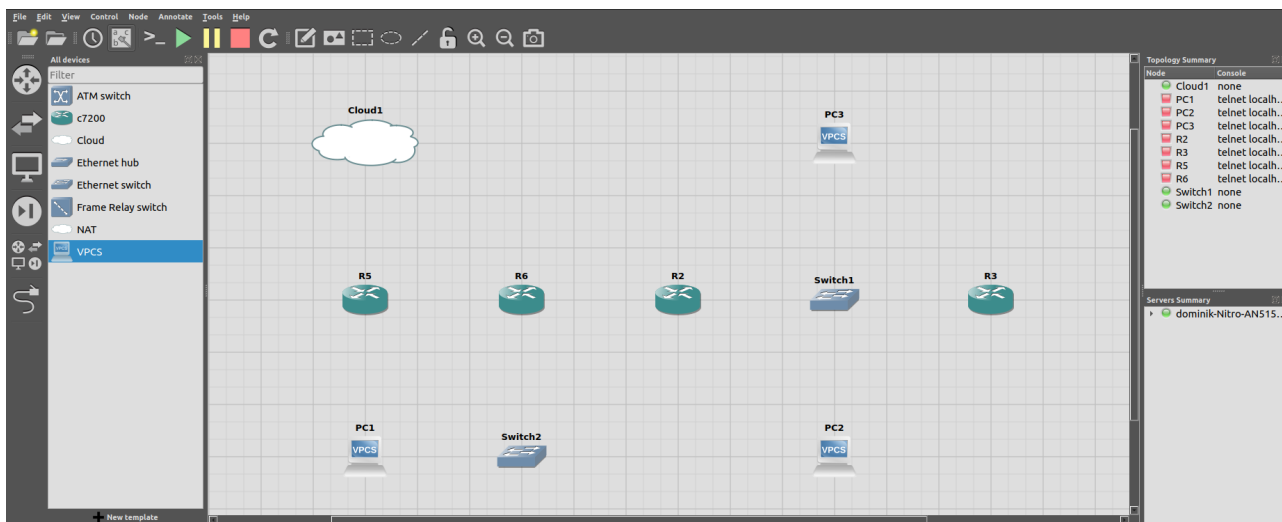 File Edit View Control Node Annotate Tools Help
All devices
Filter
ATM switch
c7200
Cloud
Ethernet hub
Ethernet switch
Frame Relay switch
NAT
VPCS
New template
Cloud1
PC3
VPCS
R5
R6
R2
Switch1
R3
PC1
VPCS
Switch2
PC2
VPCS
Topology Summary
Node Console
Cloud1 none
PC1 telnet localh..
PC2 telnet localh..
PC3 telnet localh..
R2 telnet localh..
R3 telnet localh..
R5 telnet localh..
R6 telnet localh..
Switch1 none
Switch2 none
Servers Summary
dominik-Nitro-AN515..